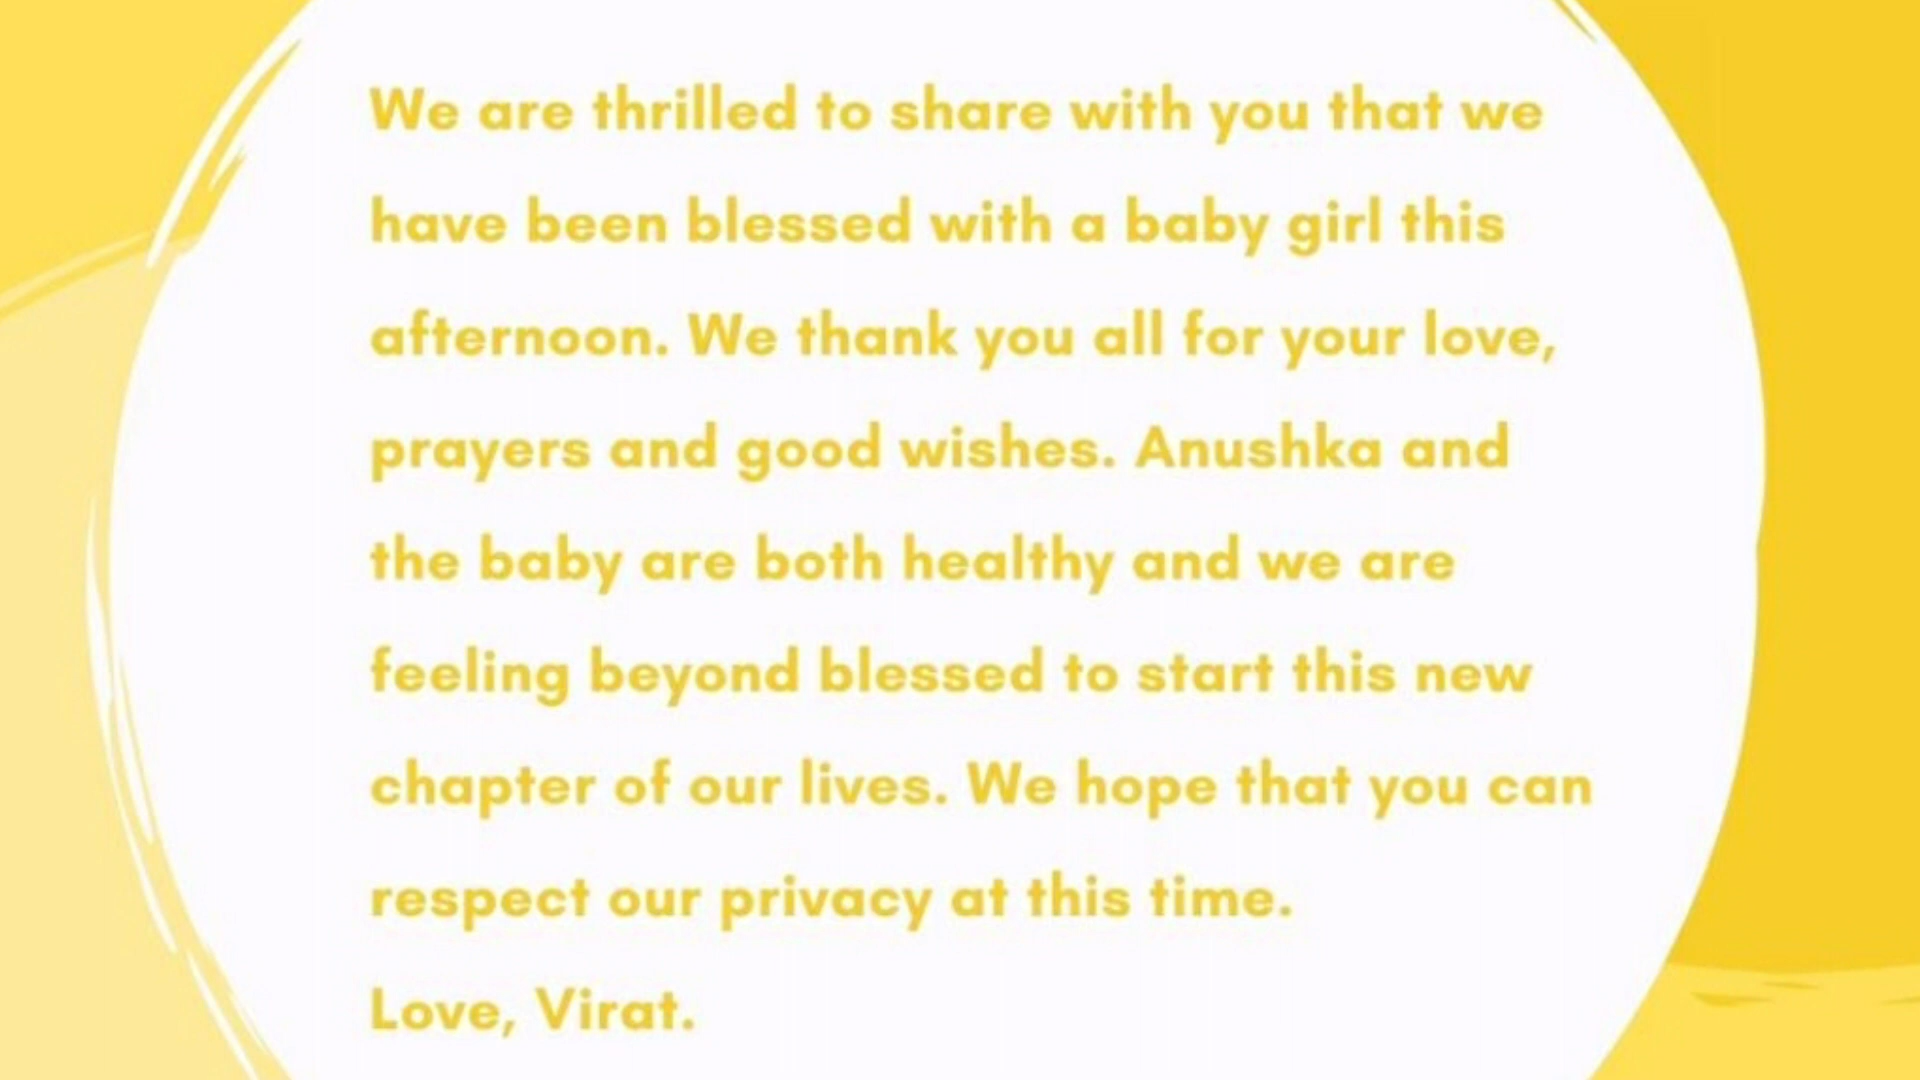 We are thrilled to share with you that we
have been blessed with a baby girl this
afternoon. We thank you all for your love,
prayers and good wishes. Anushka and
the baby are both healthy and we are
feeling beyond blessed to start this new
chapter of our lives. We hope that you can
respect our privacy at this time.
Love, Virat.